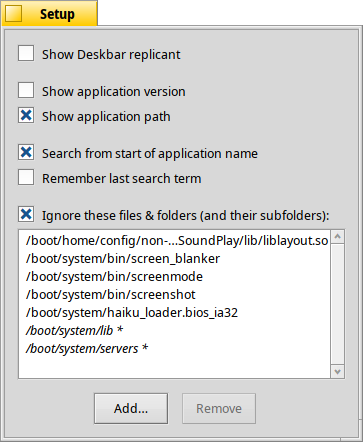 Setup
Show Deskbar replicant
Show application version
Show application path
Search from start of application name
Remember last search term
Ignore these files & folders (and their subfolders):
/boot/home/config/non-...SoundPlay/lib/liblayout.so
/boot/system/bin/screen_blanker
/boot/system/bin/screenmode
/boot/system/bin/screenshot
/boot/system/haiku_loader.bios_ia32
/boot/system/lib *
/boot/system/servers *
Add... Remove